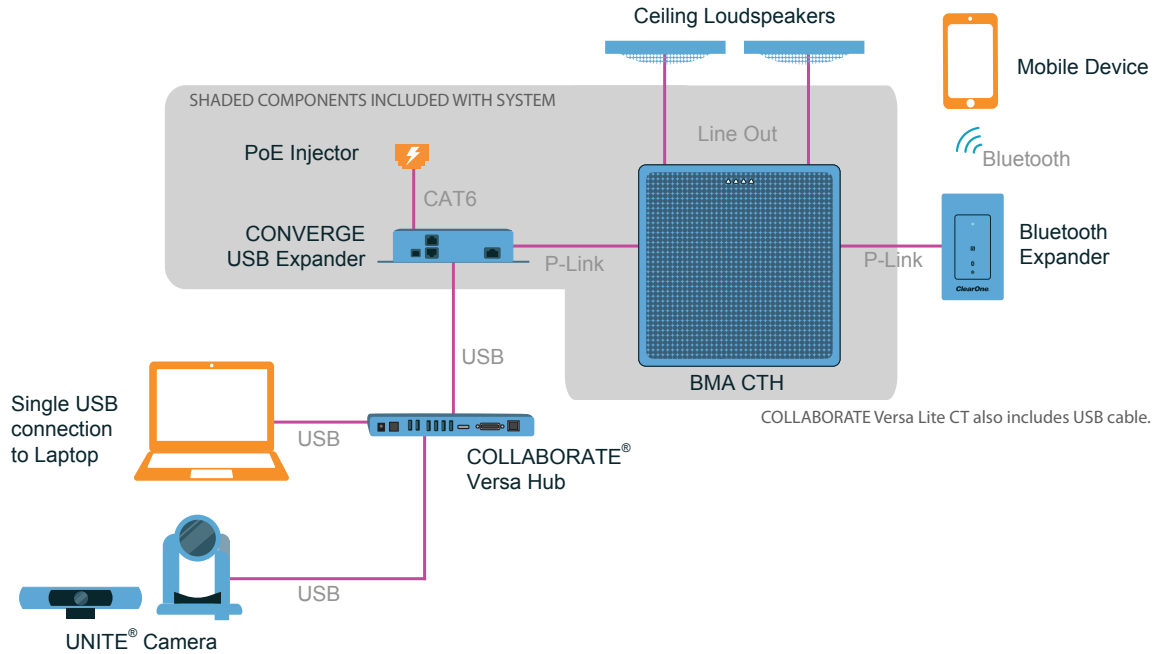 Ceiling Loudspeakers
Mobile Device
SHADED COMPONENTS INCLUDED WITH SYSTEM
Line Out
PoE Injector
Bluetooth
CAT6
CONVERGE
USB Expander
P-Link
P-Link
Bluetooth
Expander
ClearOne
USB
BMA CTH
COLLABORATE Versa Lite CT also includes USB cable.
Single USB
connection
to Laptop
USB
COLLABORATE®
Versa Hub
USB
UNITE® Camera